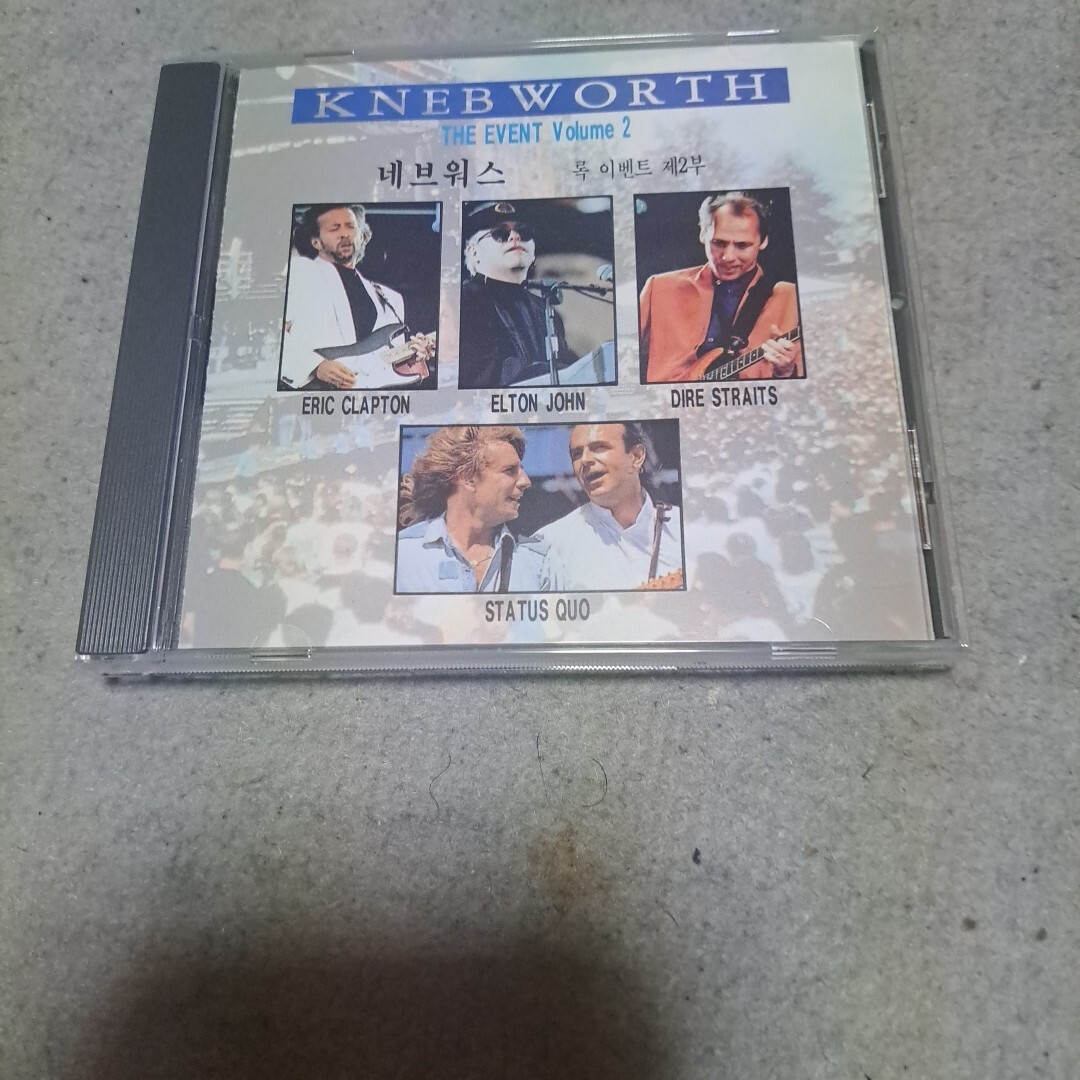 KNEBWORTH
THE EVENT Volume 2
네브워스 록 이벤트 제2부
ERIC CLAPTON ELTON JOHN DIRE STRAITS
STATUS QUO